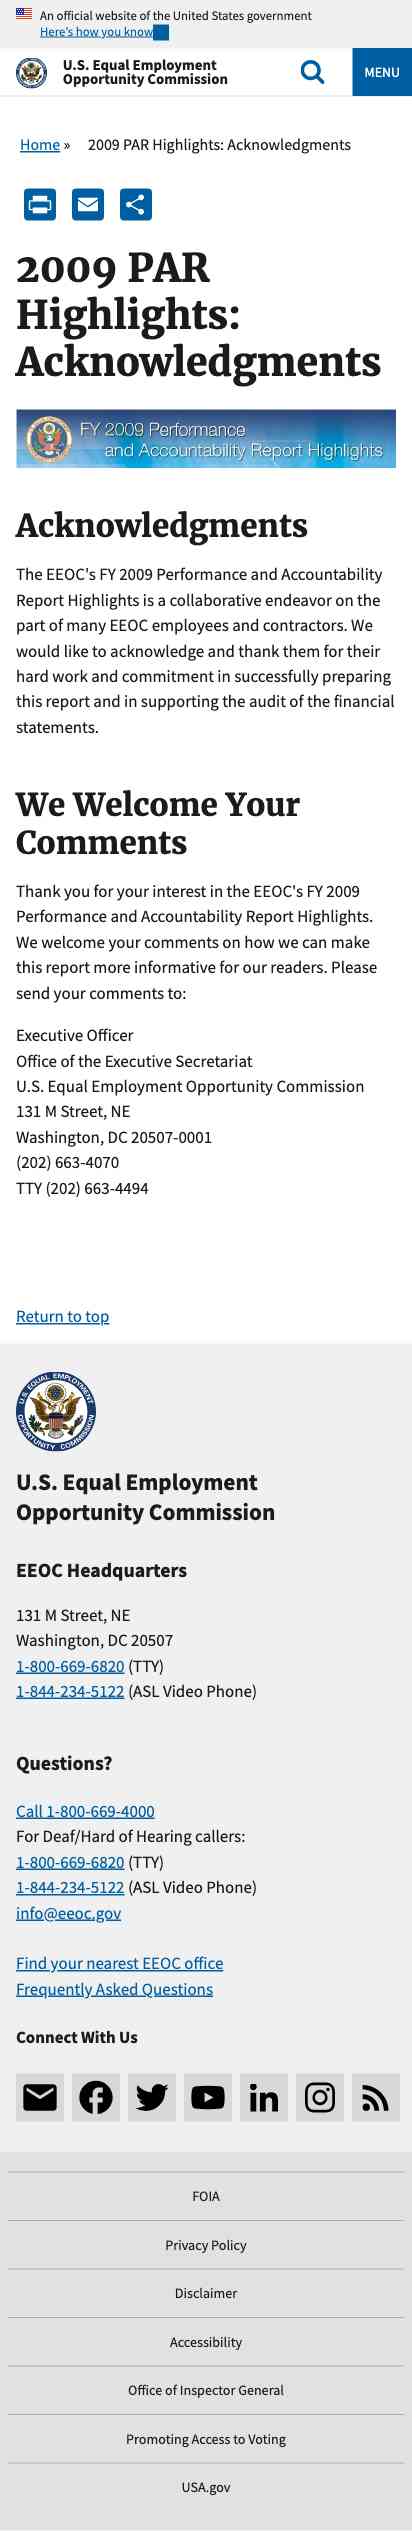 An official website of the United States government
Here's how you know
U.S. Equal Employment
Opportunity Commission
MENU
Home »
2009 PAR Highlights: Acknowledgments
2009 PAR
Highlights:
Acknowledgments
FY 2009 Performance
and Accountability Report Highlights
Acknowledgments
The EEOC's FY 2009 Performance and Accountability
Report Highlights is a collaborative endeavor on the
part of many EEOC employees and contractors. We
would like to acknowledge and thank them for their
hard work and commitment in successfully preparing
this report and in supporting the audit of the financial
statements.
We Welcome Your
Comments
Thank you for your interest in the EEOC's FY 2009
Performance and Accountability Report Highlights.
We welcome your comments on how we can make
this report more informative for our readers. Please
send your comments to:
Executive Officer
Office of the Executive Secretariat
U.S. Equal Employment Opportunity Commission
131 M Street, NE
Washington, DC 20507-0001
(202) 663-4070
TTY (202) 663-4494
Return to top
U.S. EQUAL EMPLOYMENT
OPPORTUNITY COMMISSION
U.S. Equal Employment
Opportunity Commission
EEOC Headquarters
131 M Street, NE
Washington, DC 20507
1-800-669-6820 (TTY)
1-844-234-5122 (ASL Video Phone)
Questions?
Call 1-800-669-4000
For Deaf/Hard of Hearing callers:
1-800-669-6820 (TTY)
1-844-234-5122 (ASL Video Phone)
info@eeoc.gov
Find your nearest EEOC office
Frequently Asked Questions
Connect With Us
FOIA
Privacy Policy
Disclaimer
Accessibility
Office of Inspector General
Promoting Access to Voting
USA.gov